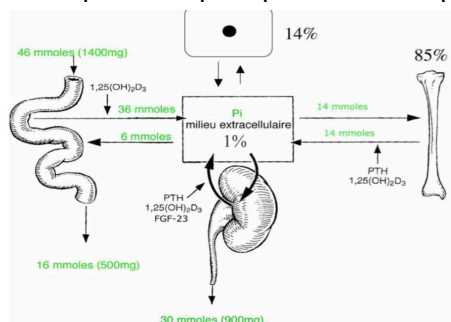 46 mmoles (1400mg)
14%
85%
1,25(OH)₂D₃
36 mmoles
6 mmoles
Pi
milieu extracellulaire
1%
14 mmoles
14 mmoles
PTH
1,25(OH)₂D₃
PTH
1,25(OH)₂D₃
FGF-23
16 mmoles (500mg)
30 mmoles (900mg)